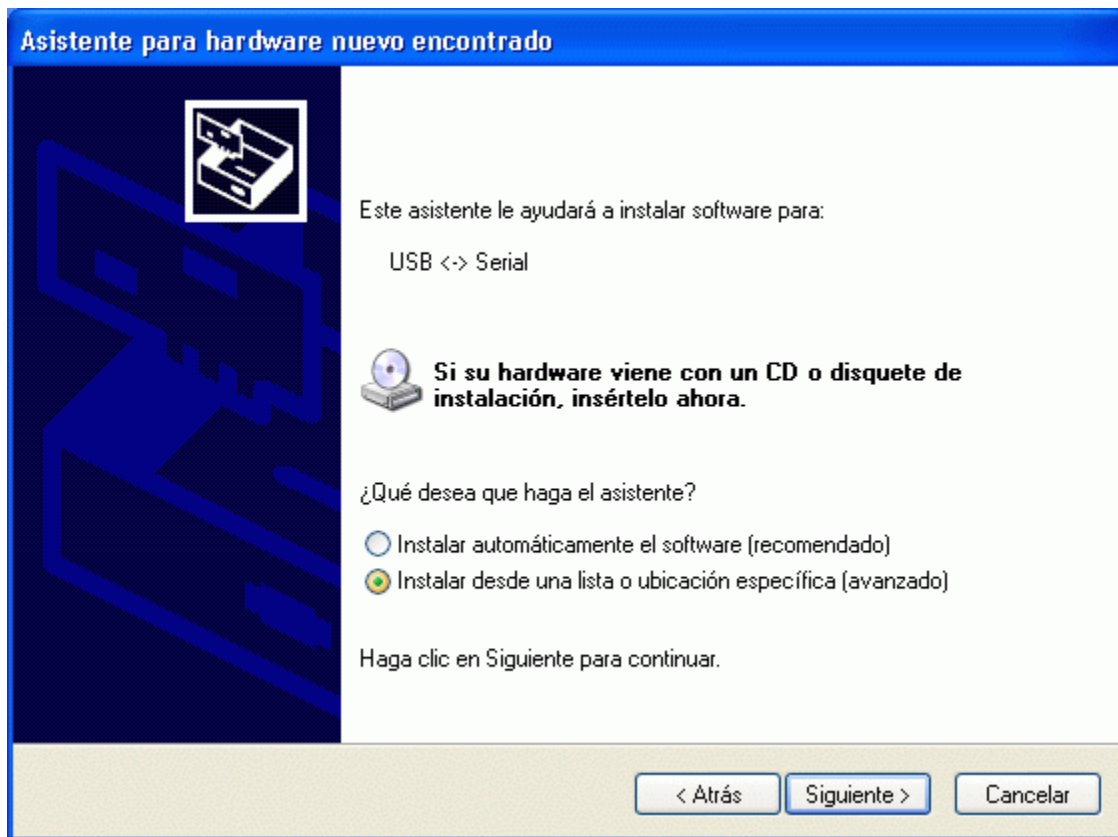 Asistente para hardware nuevo encontrado
Este asistente le ayudará a instalar software para:
USB <-> Serial
Si su hardware viene con un CD o disquete de
instalación, insértelo ahora.
¿Qué desea que haga el asistente?
Instalar automáticamente el software (recomendado)
Instalar desde una lista o ubicación específica (avanzado)
Haga clic en Siguiente para continuar.
< Atrás
Siguiente >
Cancelar